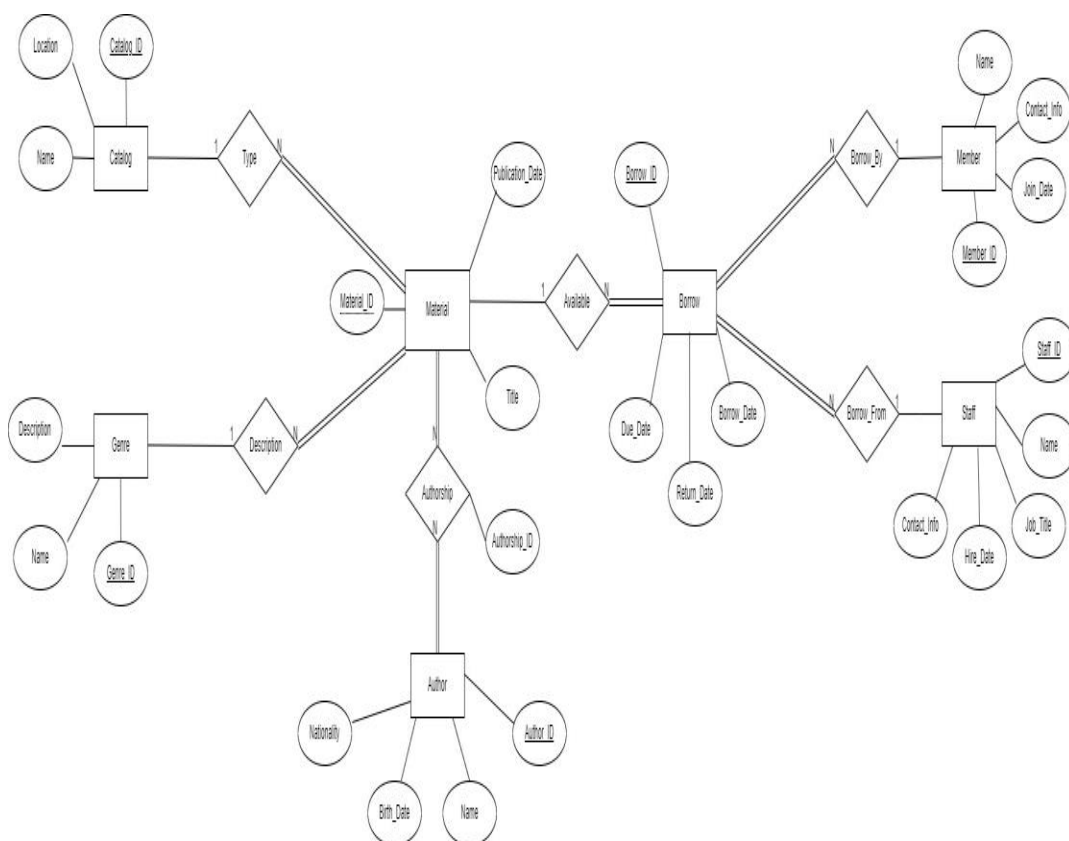 Location
Catalog_ID
Name
Catalog
1
Type
N
Publication_Date
Borrow_ID
N
Borrow_By
1
Member
Name
Contact_Info
Join_Date
Member_ID
Material_ID
Material
1
Available
N
Borrow
Title
Due_Date
Return_Date
Borrow_Date
N
Borrow_From
1
Staff
Staff_ID
Name
Job_Title
Hire_Date
Contact_Info
Description
Genre
1
Description
N
Name
Genre_ID
N
Authorship
N
Authorship_ID
Author
Nationality
Author_ID
Birth_Date
Name